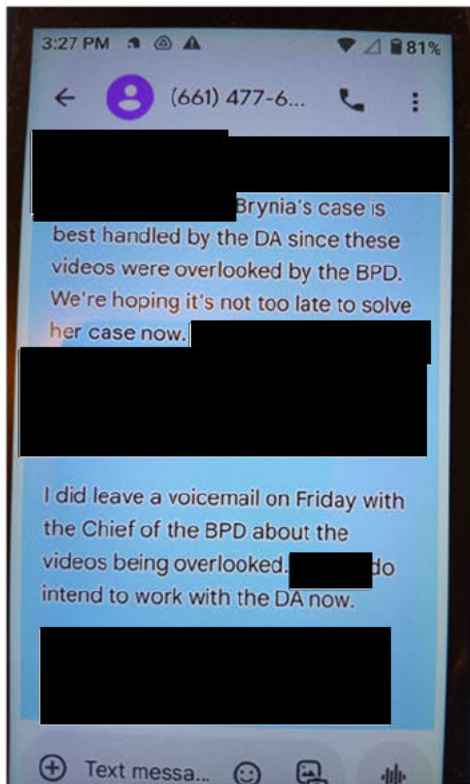 3:27 PM 81%
(661) 477-6...
Brynia's case is
best handled by the DA since these
videos were overlooked by the BPD.
We're hoping it's not too late to solve
her case now.
I did leave a voicemail on Friday with
the Chief of the BPD about the
videos being overlooked. do
intend to work with the DA now.
Text messa...